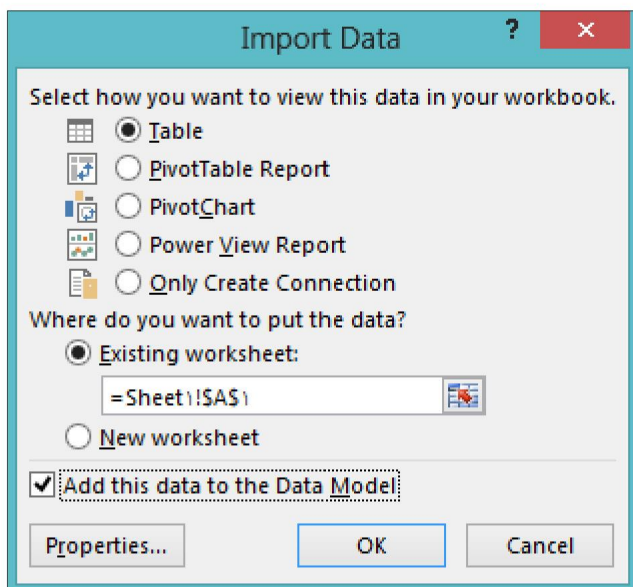 Import Data ? ×
Select how you want to view this data in your workbook.
Table
PivotTable Report
PivotChart
Power View Report
Only Create Connection
Where do you want to put the data?
Existing worksheet:
=Sheet۱!$A$۱
New worksheet
Add this data to the Data Model
Properties... OK Cancel